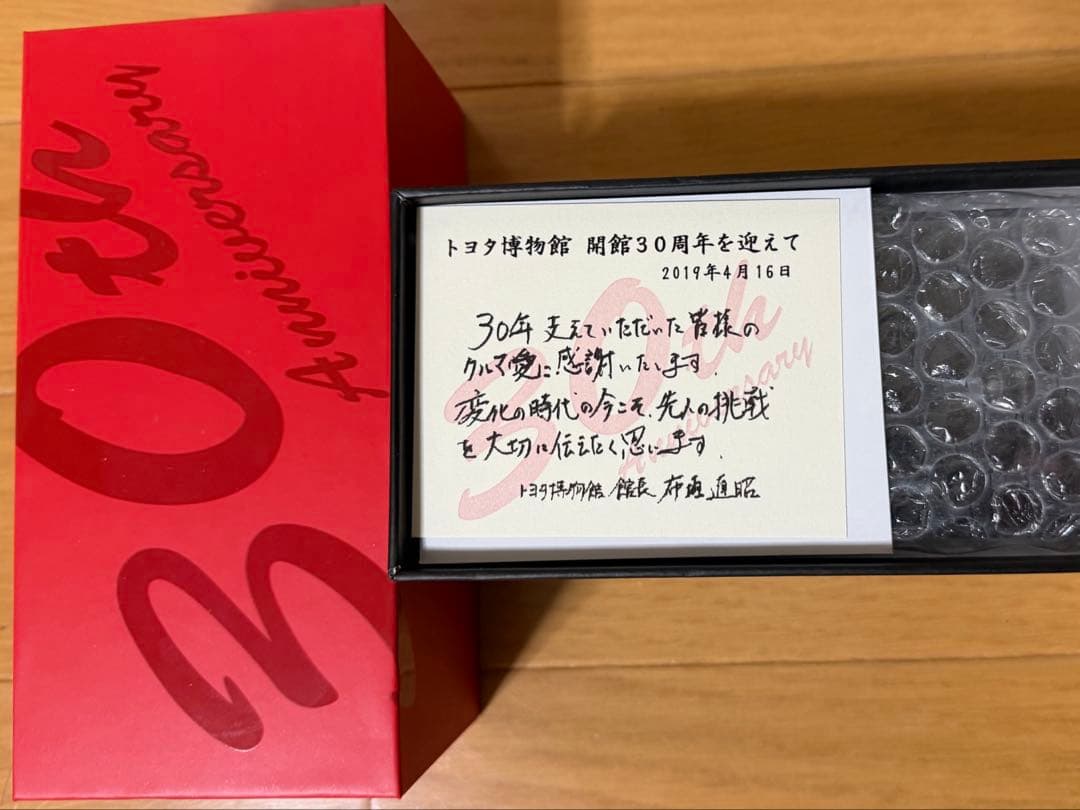 30th
Anniversary
トヨタ博物館 開館30周年を迎えて
2019年4月16日
30th
Anniversary
30年 支えていただいた皆様の
クルマ愛に感謝いたします.
変化の時代の今こそ、先人の挑戦
を大切に伝えたく思います.
トヨタ博物館 館長 布垣 直昭